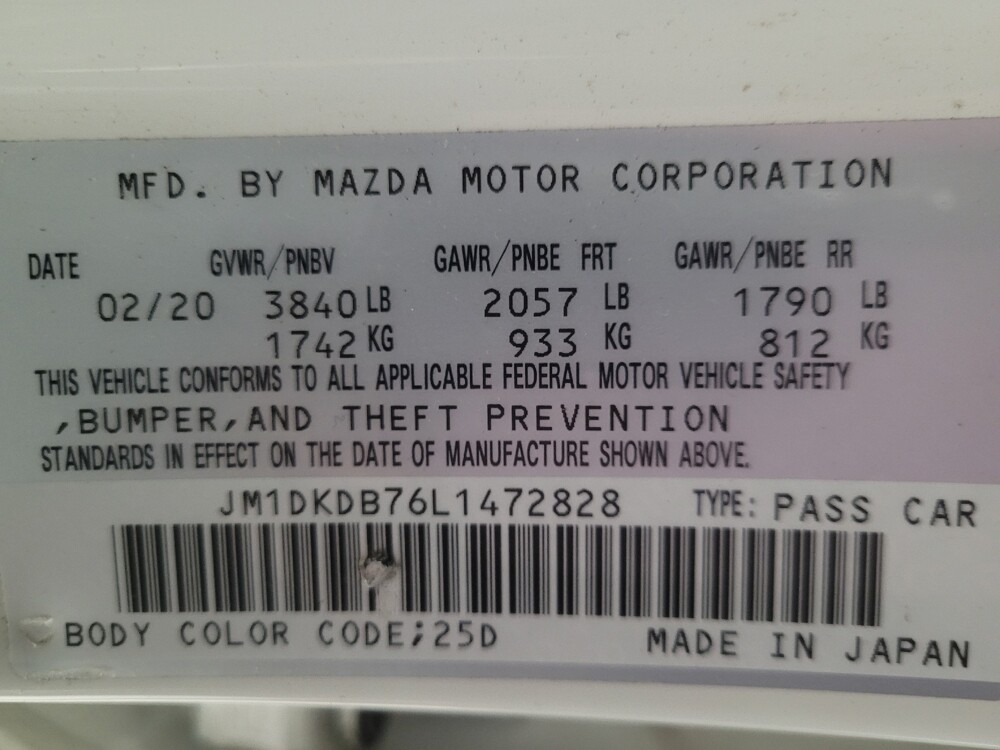 MFD. BY MAZDA MOTOR CORPORATION
DATE GVWR/PNBV GAWR/PNBE FRT GAWR/PNBE RR
02/20 3840 LB 2057 LB 1790 LB
1742 KG 933 KG 812 KG
THIS VEHICLE CONFORMS TO ALL APPLICABLE FEDERAL MOTOR VEHICLE SAFETY
,BUMPER,AND THEFT PREVENTION
STANDARDS IN EFFECT ON THE DATE OF MANUFACTURE SHOWN ABOVE.
JM1DKDB76L1472828 TYPE: PASS CAR
BODY COLOR CODE;25D MADE IN JAPAN